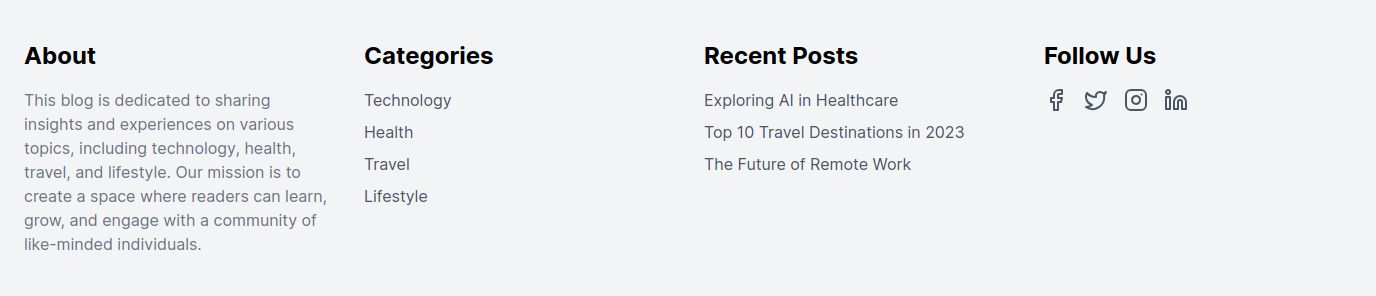 About
This blog is dedicated to sharing
insights and experiences on various
topics, including technology, health,
travel, and lifestyle. Our mission is to
create a space where readers can learn,
grow, and engage with a community of
like-minded individuals.
Categories
Technology
Health
Travel
Lifestyle
Recent Posts
Exploring AI in Healthcare
Top 10 Travel Destinations in 2023
The Future of Remote Work
Follow Us